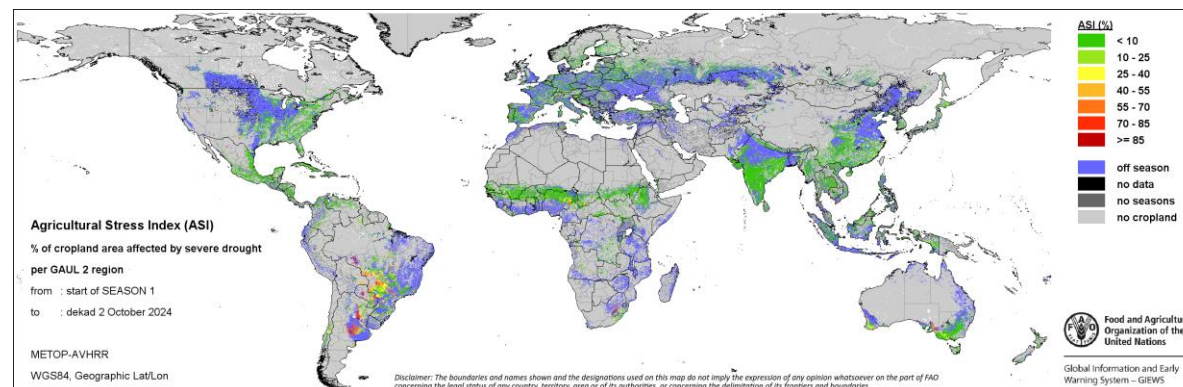 Agricultural Stress Index (ASI)
% of cropland area affected by severe drought
per GAUL 2 region
from : start of SEASON 1
to : dekad 2 October 2024
METOP-AVHRR
WGS84, Geographic Lat/Lon
Disclaimer: The boundaries and names shown and the designations used on this map do not imply the expression of any opinion whatsoever on the part of FAO
concerning the legal status of any country, territory, area or of its authorities, or concerning the delimitation of its frontiers and boundaries.
ASI (%)
< 10
10 - 25
25 - 40
40 - 55
55 - 70
70 - 85
>= 85
off season
no data
no seasons
no cropland
FAO
Food and Agricultur
Organization of the
United Nations
Global Information and Early
Warning System – GIEWS